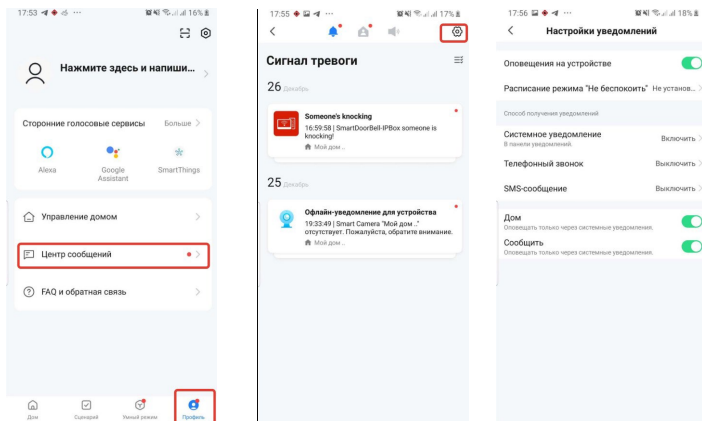 17:53 ... 16%
Нажмите здесь и напиши...
Сторонние голосовые сервисы Больше
Alexa
Google
Assistant
SmartThings
Управление домом
Центр сообщений
FAQ и обратная связь
Дом Сценарий Умный режим Профиль
17:55 ... 17%
Сигнал тревоги
26 Декабрь
Someone's knocking
16:59:58 | SmartDoorBell-IPBox someone is
knocking!
Мой дом ..
25 Декабрь
Офлайн-уведомление для устройства
19:33:49 | Smart Camera "Мой дом .."
отсутствует. Пожалуйста, обратите внимание.
Мой дом ..
17:56 ... 18%
Настройки уведомлений
Оповещения на устройстве
Расписание режима "Не беспокоить" Не установ...
Способ получения уведомлений
Системное уведомление Включить
В панели уведомлений.
Телефонный звонок Выключить
SMS-сообщение Выключить
Дом
Оповещать только через системные уведомления.
Сообщить
Оповещать только через системные уведомления.